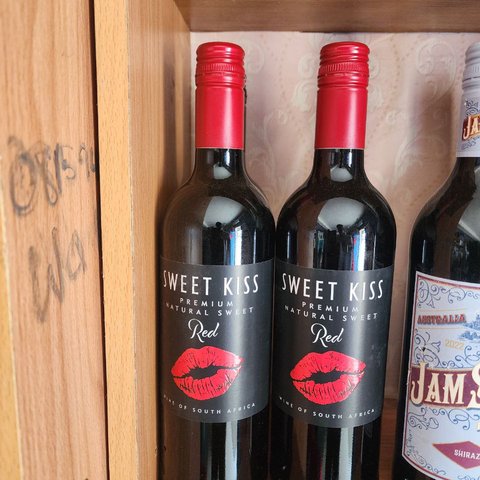 SWEET KISS
PREMIUM
NATURAL SWEET
Red
WINE OF SOUTH AFRICA
SWEET KISS
PREMIUM
NATURAL SWEET
Red
WINE OF SOUTH AFRICA
AUSTRALIA
2022
JAM
SHIRAZ